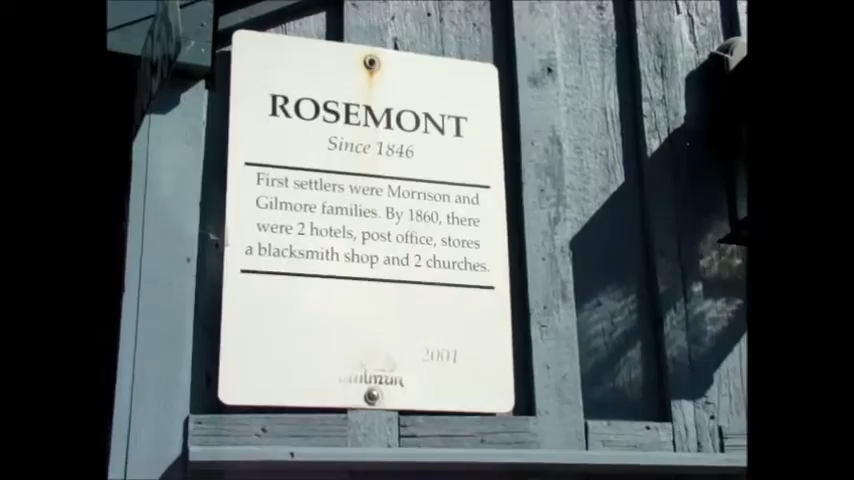 ROSEMONT
Since 1846
First settlers were Morrison and
Gilmore families. By 1860, there
were 2 hotels, post office, stores
a blacksmith shop and 2 churches.
2001